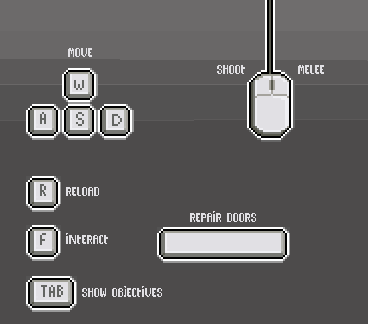 MOVE
SHOOT
MELEE
W
A
S
D
R
RELOAD
F
INTERACT
REPAIR DOORS
TAB
SHOW OBJECTIVES